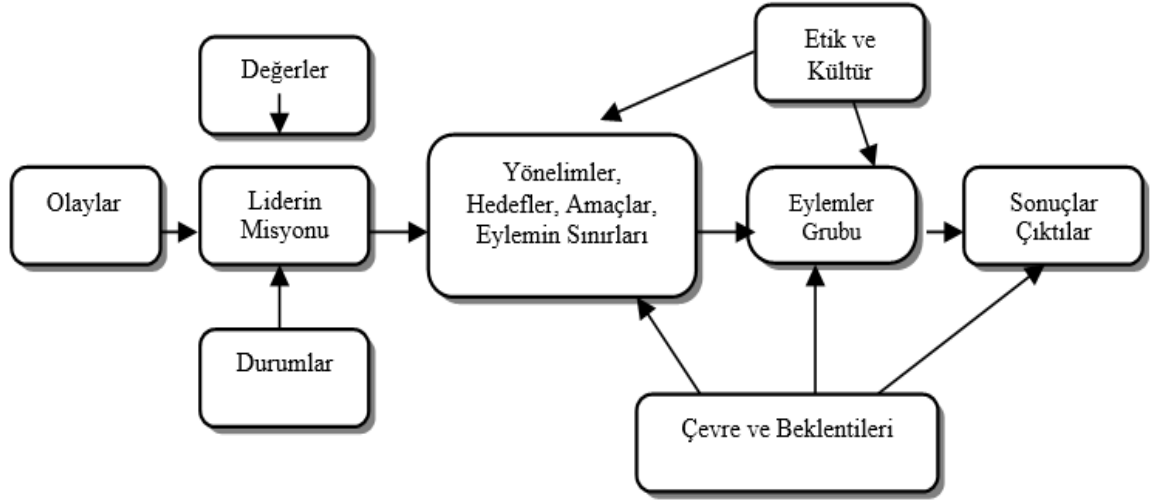 Etik ve
Kültür
Değerler
Olaylar
Liderin
Misyonu
Yönelimler,
Hedefler, Amaçlar,
Eylemin Sınırları
Eylemler
Grubu
Sonuçlar
Çıktılar
Durumlar
Çevre ve Beklentileri